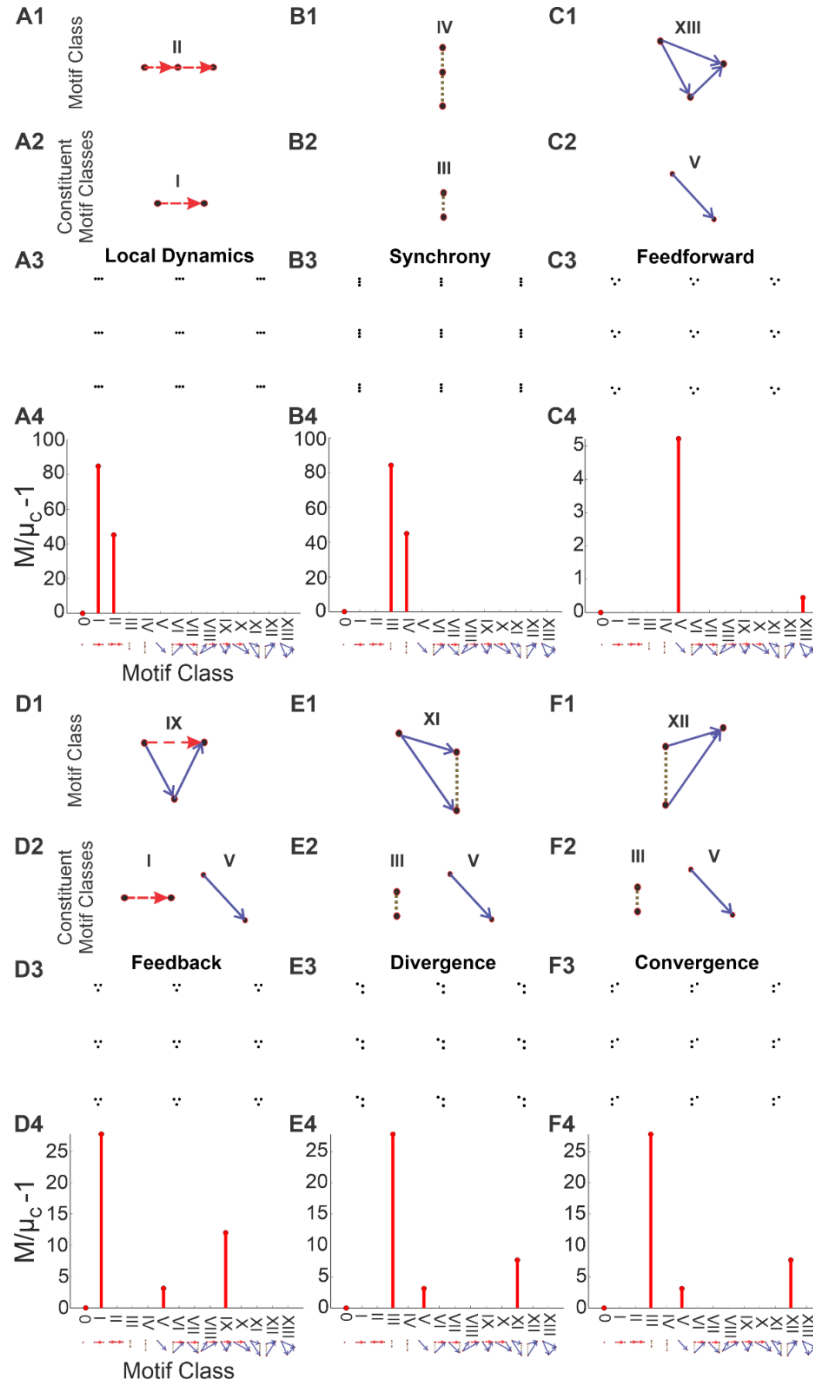 A1 B1 C1
Motif Class
II IV XIII
A2 B2 C2
Constituent
Motif Classes
I III V
Local Dynamics Synchrony Feedforward
A3 B3 C3
A4 B4 C4
M/μC-1
100
80
60
40
20
0
0 I II III IV V VI VII VIII IX X XI XII XIII
100
80
60
40
20
0
0 I II III IV V VI VII VIII IX X XI XII XIII
5
4
3
2
1
0
0 I II III IV V VI VII VIII IX X XI XII XIII
Motif Class
D1 E1 F1
Motif Class
IX XI XII
D2 E2 F2
Constituent
Motif Classes
I V III V III V
Feedback Divergence Convergence
D3 E3 F3
D4 E4 F4
M/μC-1
25
20
15
10
5
0
0 I II III IV V VI VII VIII IX X XI XII XIII
25
20
15
10
5
0
0 I II III IV V VI VII VIII IX X XI XII XIII
25
20
15
10
5
0
0 I II III IV V VI VII VIII IX X XI XII XIII
Motif Class